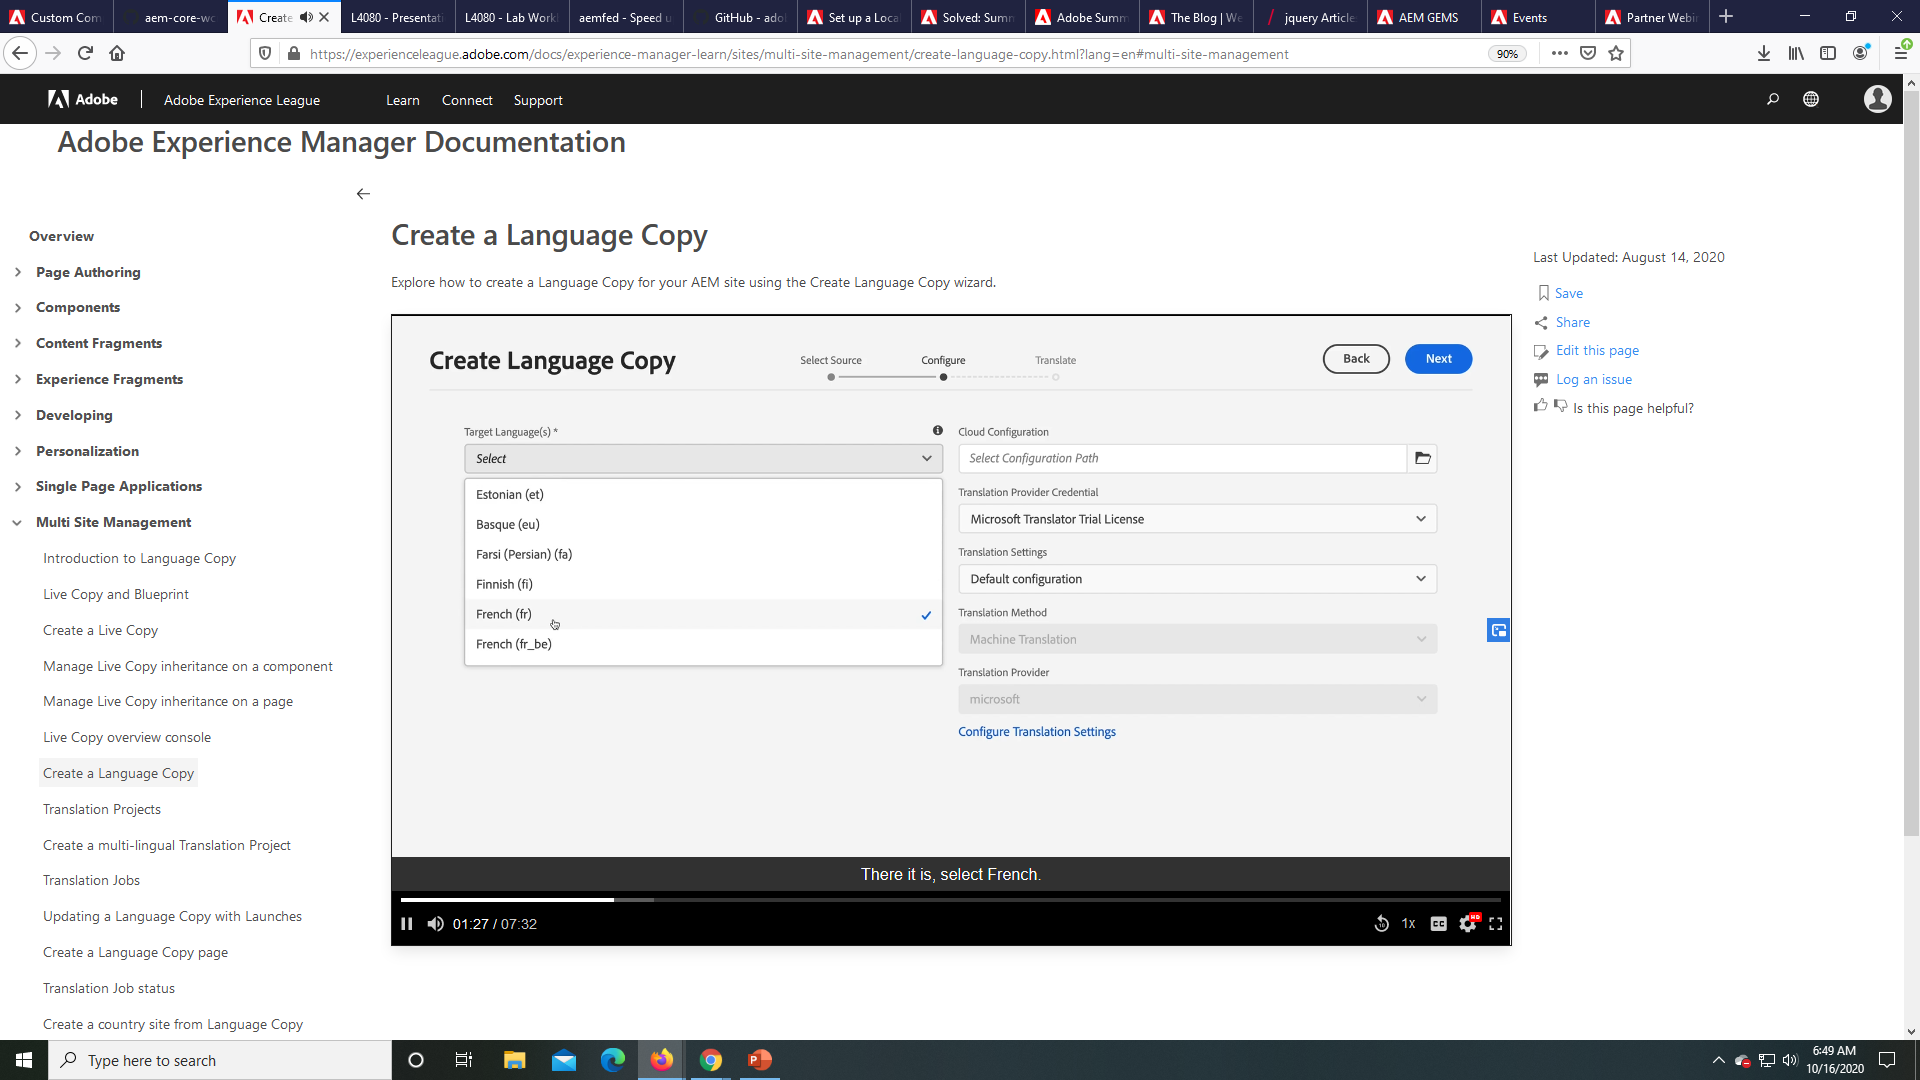 Custom Com
aem-core-wc
Create
L4080 - Presentati
L4080 - Lab Work
aemfed - Speed u
GitHub - ado
Set up a Loca
Solved: Sum
Adobe Summ
The Blog | We
jquery Article
AEM GEMS
Events
Partner Webi
https://experienceleague.adobe.com/docs/experience-manager-learn/sites/multi-site-management/create-language-copy.html?lang=en#multi-site-management
90%
Adobe
Adobe Experience League
Learn
Connect
Support
Adobe Experience Manager Documentation
Overview
Page Authoring
Components
Content Fragments
Experience Fragments
Developing
Personalization
Single Page Applications
Multi Site Management
Introduction to Language Copy
Live Copy and Blueprint
Create a Live Copy
Manage Live Copy inheritance on a component
Manage Live Copy inheritance on a page
Live Copy overview console
Create a Language Copy
Translation Projects
Create a multi-lingual Translation Project
Translation Jobs
Updating a Language Copy with Launches
Create a Language Copy page
Translation Job status
Create a country site from Language Copy
Create a Language Copy
Explore how to create a Language Copy for your AEM site using the Create Language Copy wizard.
Create Language Copy
Select Source
Configure
Translate
Back
Next
Target Language(s) *
Select
Estonian (et)
Basque (eu)
Farsi (Persian) (fa)
Finnish (fi)
French (fr)
French (fr_be)
Cloud Configuration
Select Configuration Path
Translation Provider Credential
Microsoft Translator Trial License
Translation Settings
Default configuration
Translation Method
Machine Translation
Translation Provider
microsoft
Configure Translation Settings
There it is, select French.
01:27 / 07:32
10
1x
CC
HD
Last Updated: August 14, 2020
Save
Share
Edit this page
Log an issue
Is this page helpful?
Type here to search
6:49 AM
10/16/2020